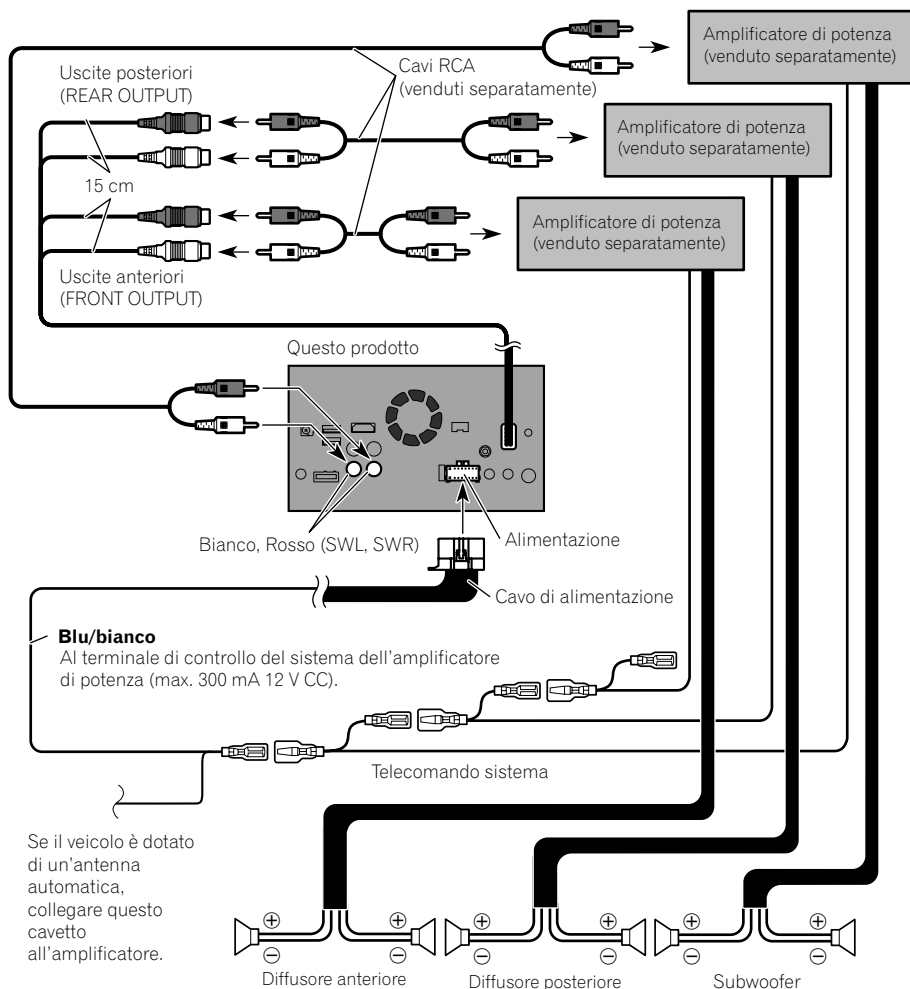 Amplificatore di potenza
(venduto separatamente)
Uscite posteriori
(REAR OUTPUT)
Cavi RCA
(venduti separatamente)
Amplificatore di potenza
(venduto separatamente)
15 cm
Amplificatore di potenza
(venduto separatamente)
Uscite anteriori
(FRONT OUTPUT)
Questo prodotto
Bianco, Rosso (SWL, SWR)
Alimentazione
Cavo di alimentazione
Blu/bianco
Al terminale di controllo del sistema dell'amplificatore
di potenza (max. 300 mA 12 V CC).
Telecomando sistema
Se il veicolo è dotato
di un'antenna
automatica,
collegare questo
cavetto
all'amplificatore.
+ + + + + +
- - - - - -
Diffusore anteriore
Diffusore posteriore
Subwoofer